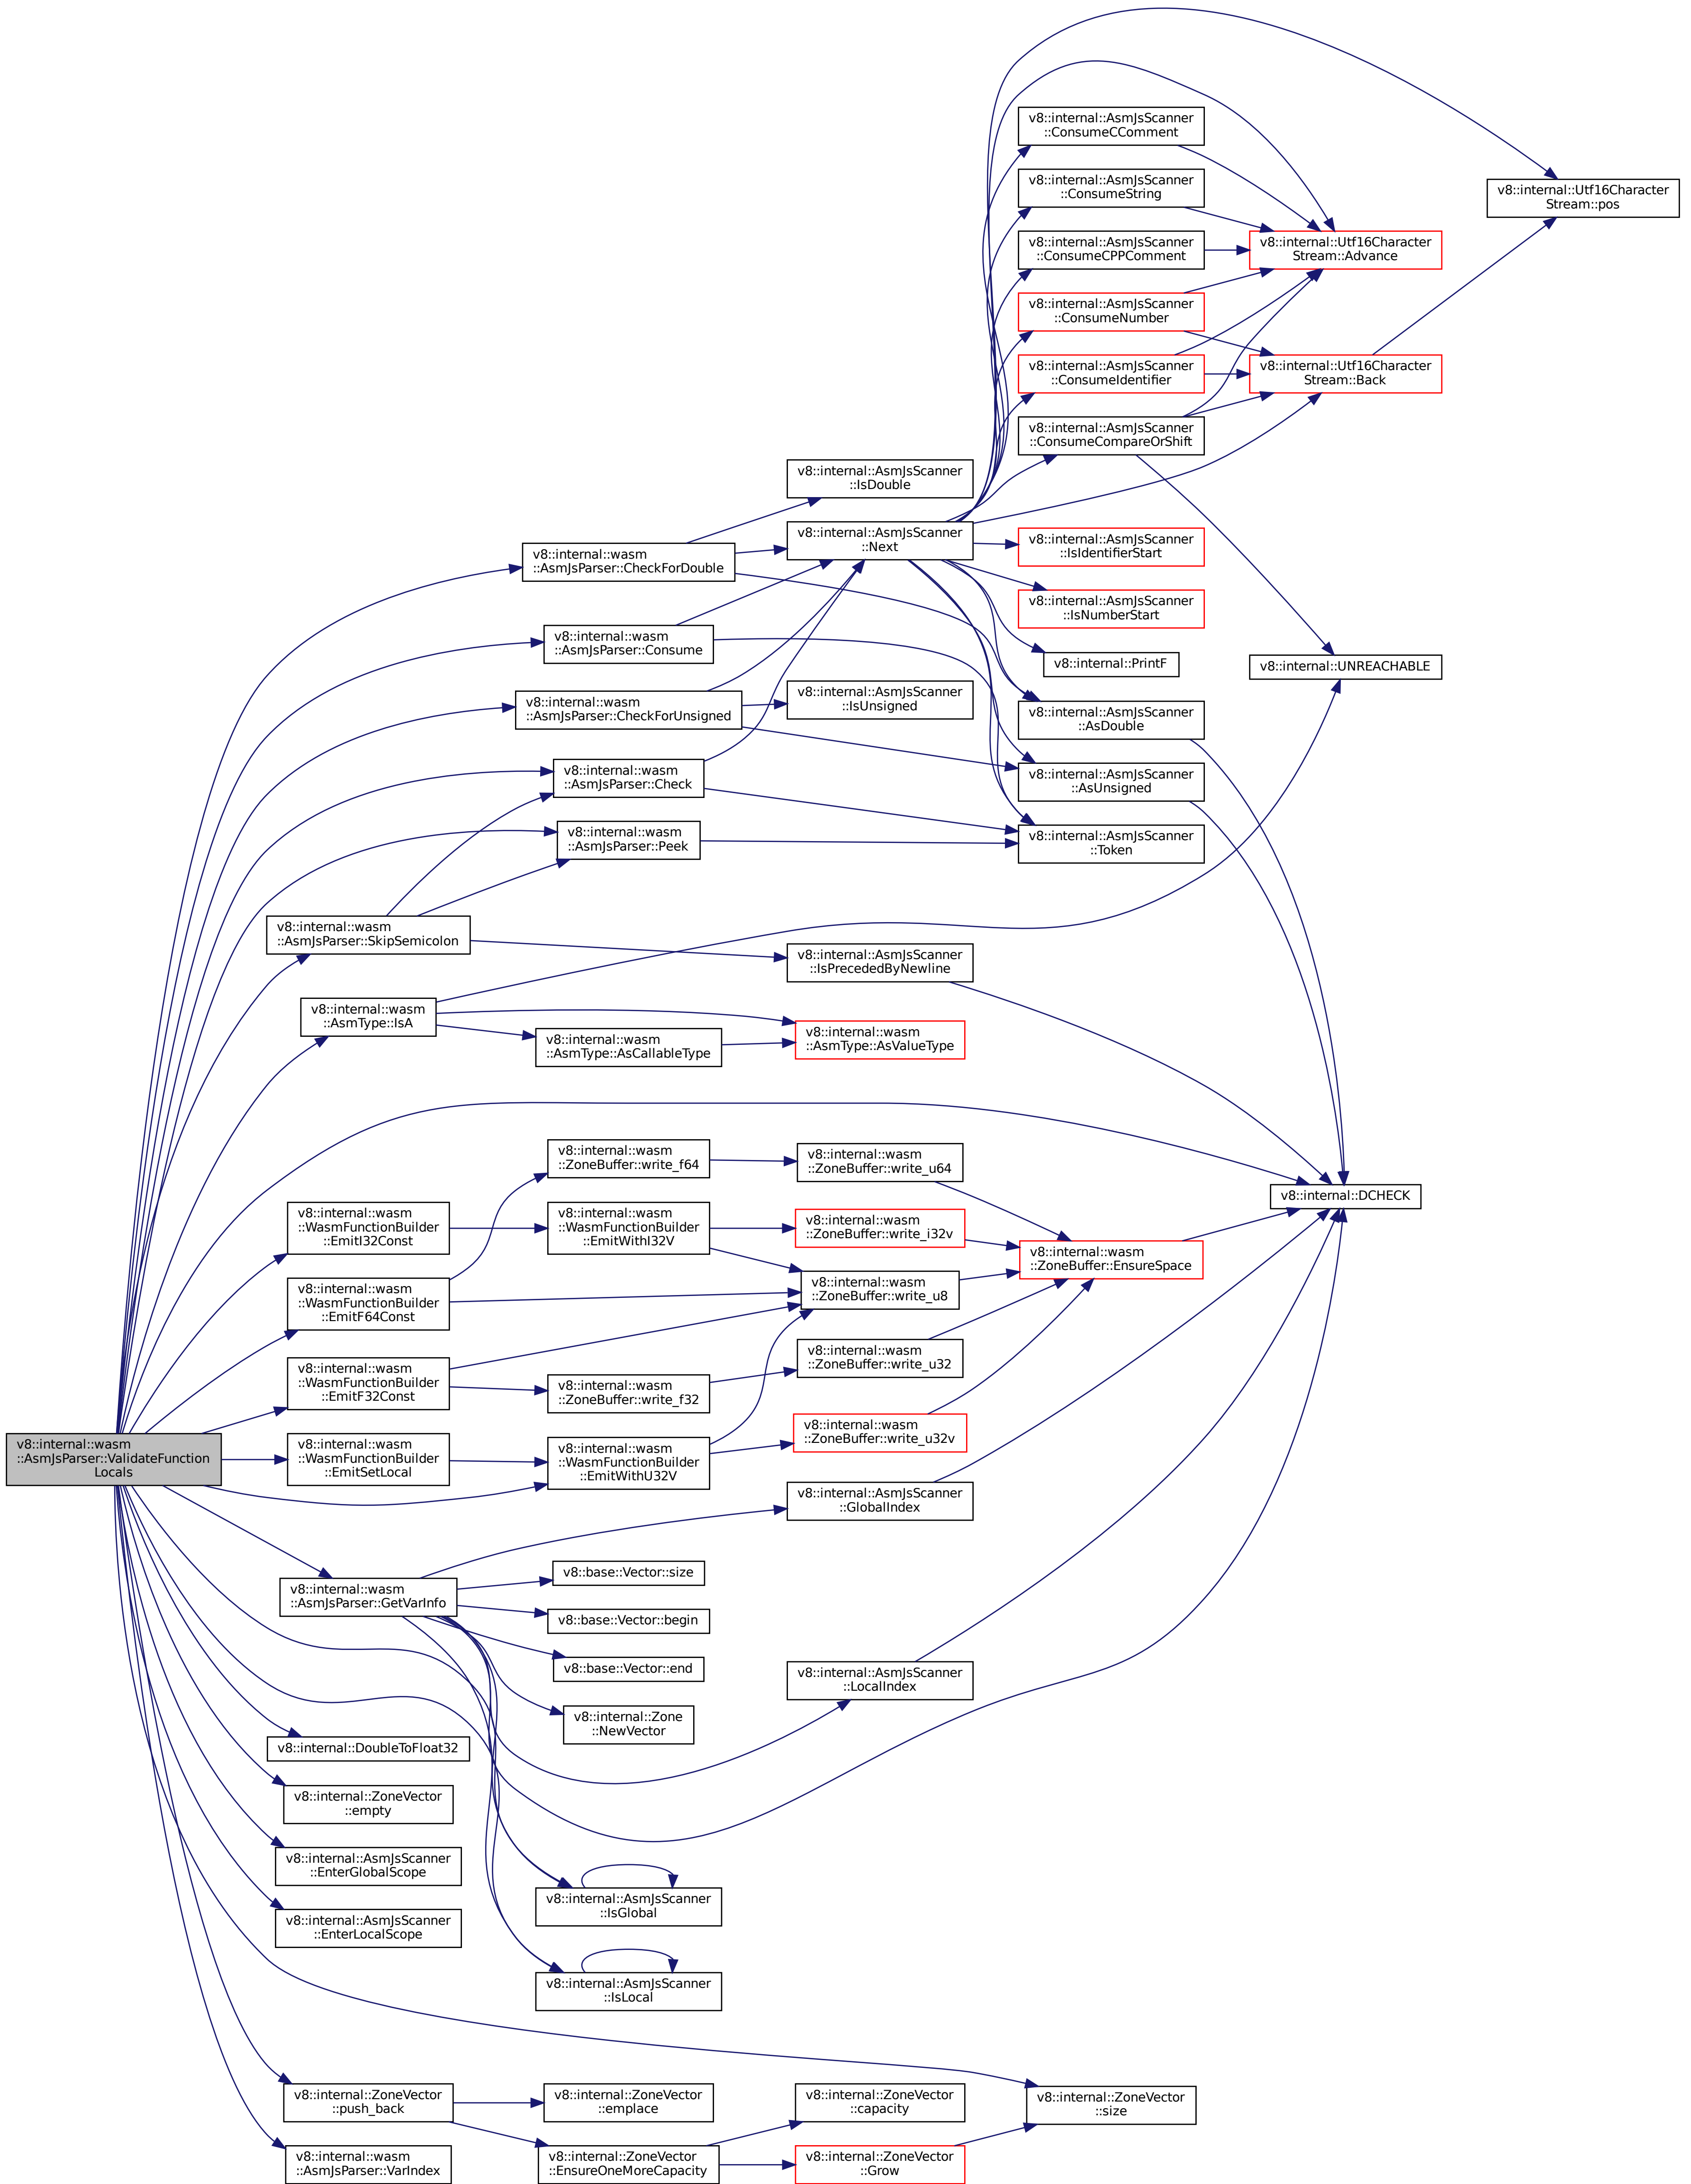 v8::internal::AsmJsScanner
::ConsumeCComment
v8::internal::AsmJsScanner
::ConsumeString
v8::internal::Utf16Character
Stream::pos
v8::internal::AsmJsScanner
::ConsumeCPPComment
v8::internal::Utf16Character
Stream::Advance
v8::internal::AsmJsScanner
::ConsumeNumber
v8::internal::AsmJsScanner
::ConsumeIdentifier
v8::internal::Utf16Character
Stream::Back
v8::internal::AsmJsScanner
::ConsumeCompareOrShift
v8::internal::AsmJsScanner
::IsDouble
v8::internal::AsmJsScanner
::Next
v8::internal::AsmJsScanner
::IsIdentifierStart
v8::internal::wasm
::AsmJsParser::CheckForDouble
v8::internal::AsmJsScanner
::IsNumberStart
v8::internal::wasm
::AsmJsParser::Consume
v8::internal::PrintF
v8::internal::UNREACHABLE
v8::internal::wasm
::AsmJsParser::CheckForUnsigned
v8::internal::AsmJsScanner
::IsUnsigned
v8::internal::AsmJsScanner
::AsDouble
v8::internal::wasm
::AsmJsParser::Check
v8::internal::AsmJsScanner
::AsUnsigned
v8::internal::wasm
::AsmJsParser::Peek
v8::internal::AsmJsScanner
::Token
v8::internal::wasm
::AsmJsParser::SkipSemicolon
v8::internal::AsmJsScanner
::IsPrecededByNewline
v8::internal::wasm
::AsmType::IsA
v8::internal::wasm
::AsmType::AsCallableType
v8::internal::wasm
::AsmType::AsValueType
v8::internal::wasm
::ZoneBuffer::write_f64
v8::internal::wasm
::ZoneBuffer::write_u64
v8::internal::DCHECK
v8::internal::wasm
::WasmFunctionBuilder
::EmitI32Const
v8::internal::wasm
::WasmFunctionBuilder
::EmitWithI32V
v8::internal::wasm
::ZoneBuffer::write_i32v
v8::internal::wasm
::ZoneBuffer::EnsureSpace
v8::internal::wasm
::WasmFunctionBuilder
::EmitF64Const
v8::internal::wasm
::ZoneBuffer::write_u8
v8::internal::wasm
::ZoneBuffer::write_u32
v8::internal::wasm
::WasmFunctionBuilder
::EmitF32Const
v8::internal::wasm
::ZoneBuffer::write_f32
v8::internal::wasm
::ZoneBuffer::write_u32v
v8::internal::wasm
::AsmJsParser::ValidateFunction
Locals
v8::internal::wasm
::WasmFunctionBuilder
::EmitSetLocal
v8::internal::wasm
::WasmFunctionBuilder
::EmitWithU32V
v8::internal::AsmJsScanner
::GlobalIndex
v8::base::Vector::size
v8::internal::wasm
::AsmJsParser::GetVarInfo
v8::base::Vector::begin
v8::base::Vector::end
v8::internal::AsmJsScanner
::LocalIndex
v8::internal::Zone
::NewVector
v8::internal::DoubleToFloat32
v8::internal::ZoneVector
::empty
v8::internal::AsmJsScanner
::EnterGlobalScope
v8::internal::AsmJsScanner
::IsGlobal
v8::internal::AsmJsScanner
::EnterLocalScope
v8::internal::AsmJsScanner
::IsLocal
v8::internal::ZoneVector
::push_back
v8::internal::ZoneVector
::emplace
v8::internal::ZoneVector
::capacity
v8::internal::ZoneVector
::size
v8::internal::wasm
::AsmJsParser::VarIndex
v8::internal::ZoneVector
::EnsureOneMoreCapacity
v8::internal::ZoneVector
::Grow